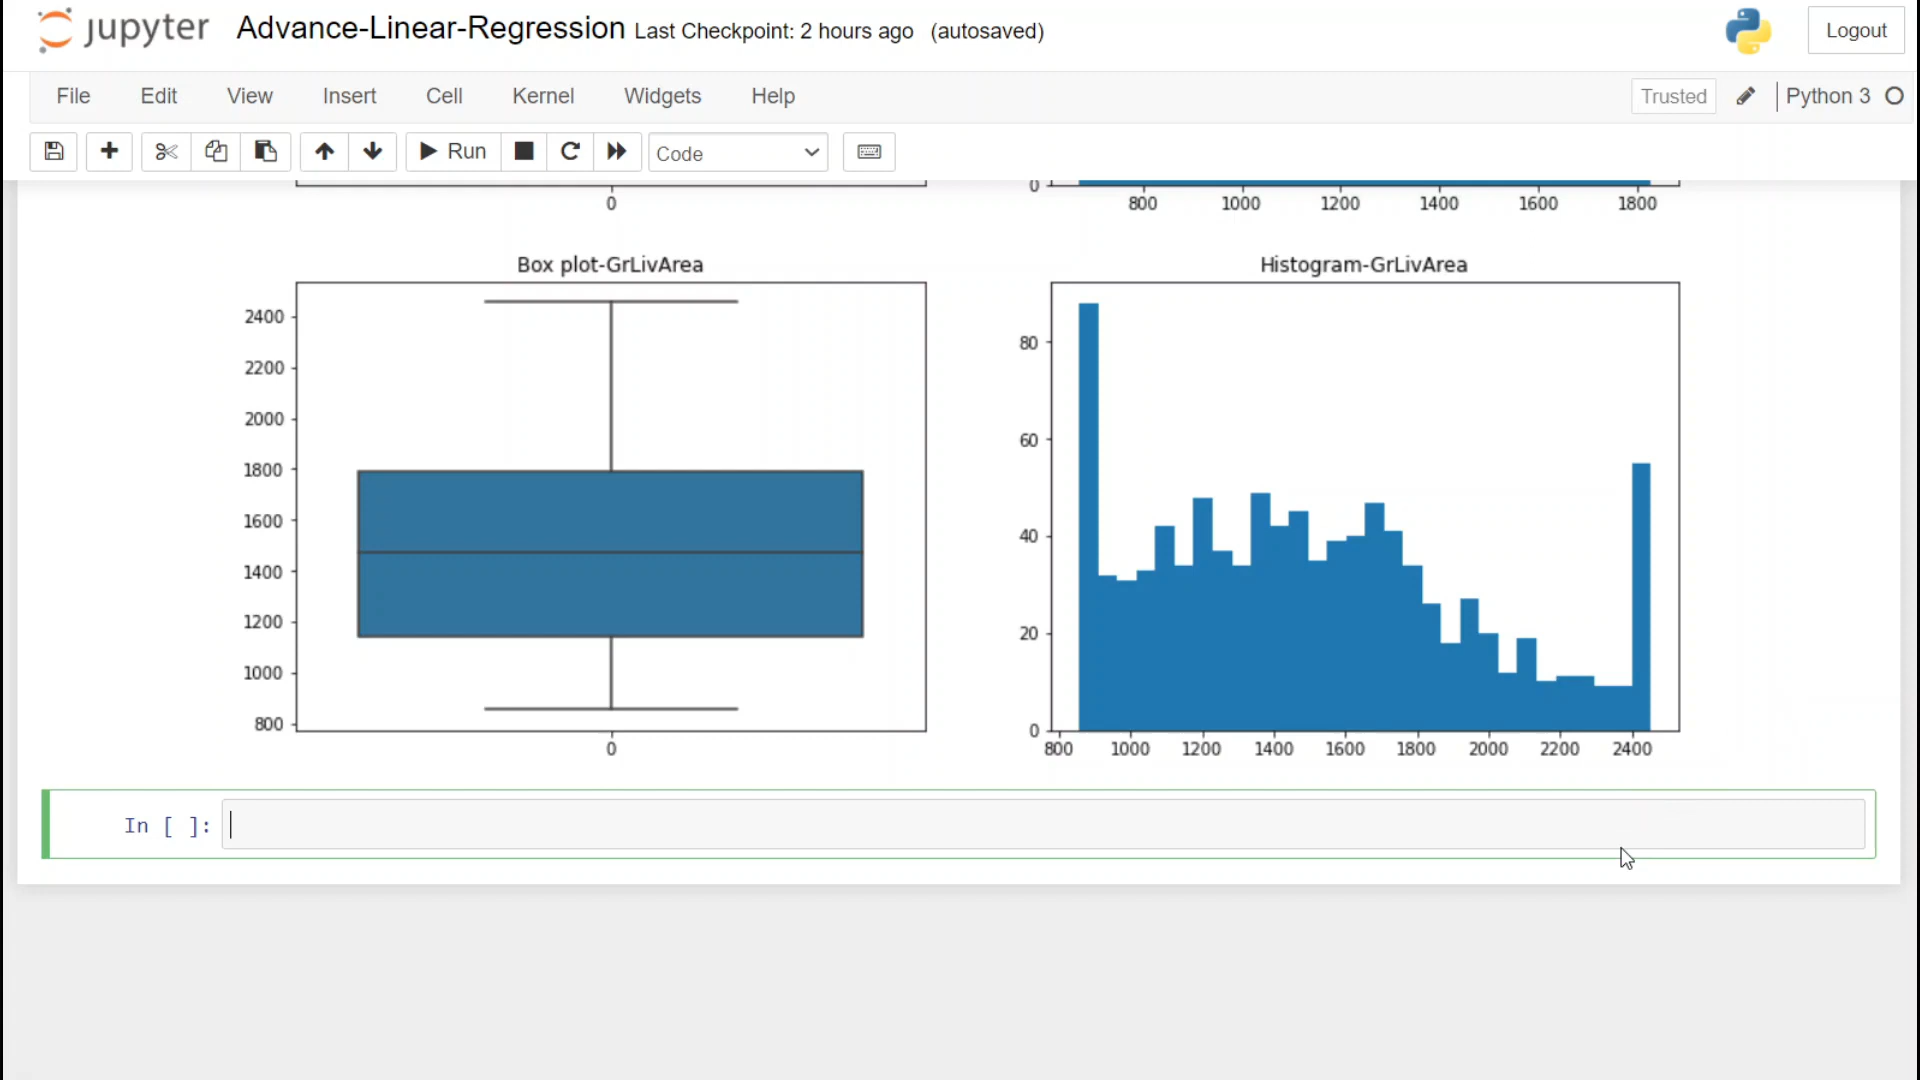 jupyter Advance-Linear-Regression Last Checkpoint: 2 hours ago (autosaved) Logout
File Edit View Insert Cell Kernel Widgets Help Trusted Python 3
Run Code
0
0 800 1000 1200 1400 1600 1800
Box plot-GrLivArea
2400
2200
2000
1800
1600
1400
1200
1000
800
0
Histogram-GrLivArea
80
60
40
20
0
800 1000 1200 1400 1600 1800 2000 2200 2400
In [ ]: